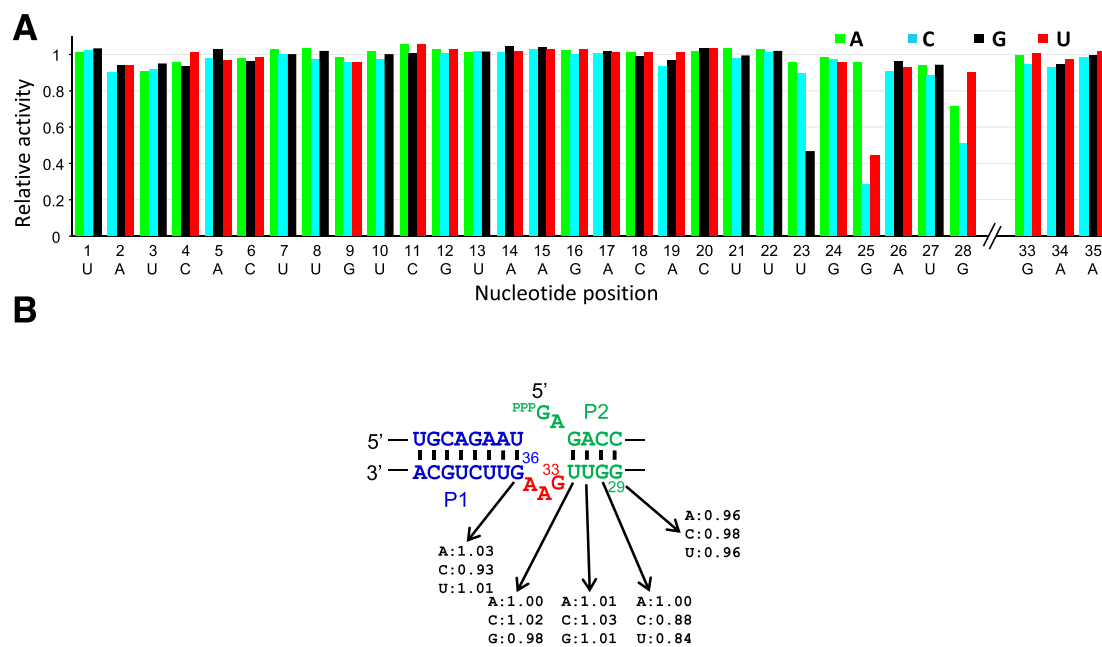 A
A C G U
Relative activity
1
0.8
0.6
0.4
0.2
0
1 2 3 4 5 6 7 8 9 10 11 12 13 14 15 16 17 18 19 20 21 22 23 24 25 26 27 28 33 34 35
U A U C A C U U G U C G U A A G A C A C U U U G G A U G G A A
Nucleotide position
B
5’
pppGA P2
5’ UGCAGAAU GACC
36 33
3’ ACGUCUUG AAG UUGG
29
P1
A:0.96
C:0.98
U:0.96
A:1.03
C:0.93
U:1.01
A:1.00 A:1.01 A:1.00
C:1.02 C:1.03 C:0.88
G:0.98 G:1.01 U:0.84